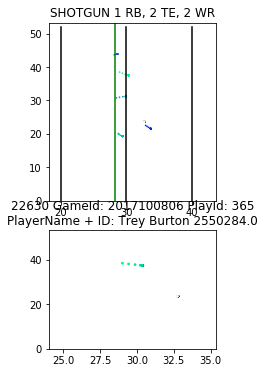 SHOTGUN 1 RB, 2 TE, 2 WR
50
40
30
20
10
0
20 30 40
22630 GameId: 2017100806 PlayId: 365
PlayerName + ID: Trey Burton 2550284.0
40
20
0
25.0 27.5 30.0 32.5 35.0